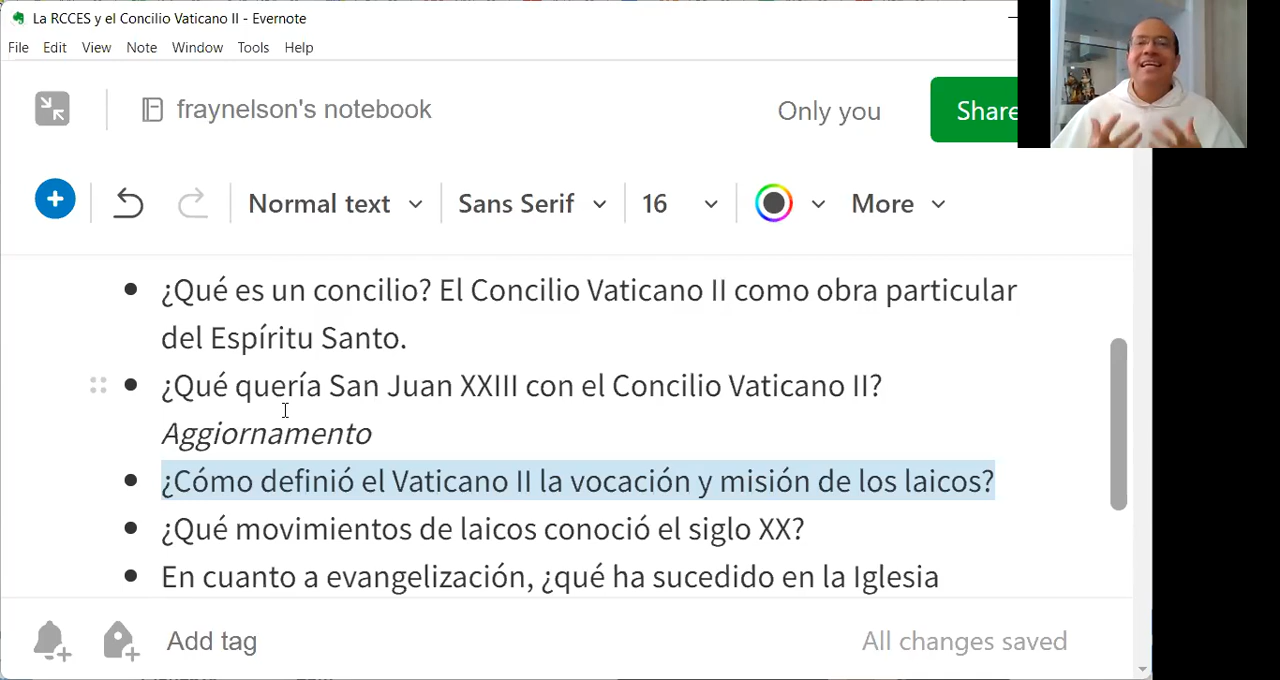 La RCCES y el Concilio Vaticano II - Evernote
File Edit View Note Window Tools Help
fraynelson's notebook
Only you
Share
Normal text
Sans Serif
16
More
¿Qué es un concilio? El Concilio Vaticano II como obra particular
del Espíritu Santo.
¿Qué quería San Juan XXIII con el Concilio Vaticano II?
Aggiornamento
¿Cómo definió el Vaticano II la vocación y misión de los laicos?
¿Qué movimientos de laicos conoció el siglo XX?
En cuanto a evangelización, ¿qué ha sucedido en la Iglesia
Add tag
All changes saved